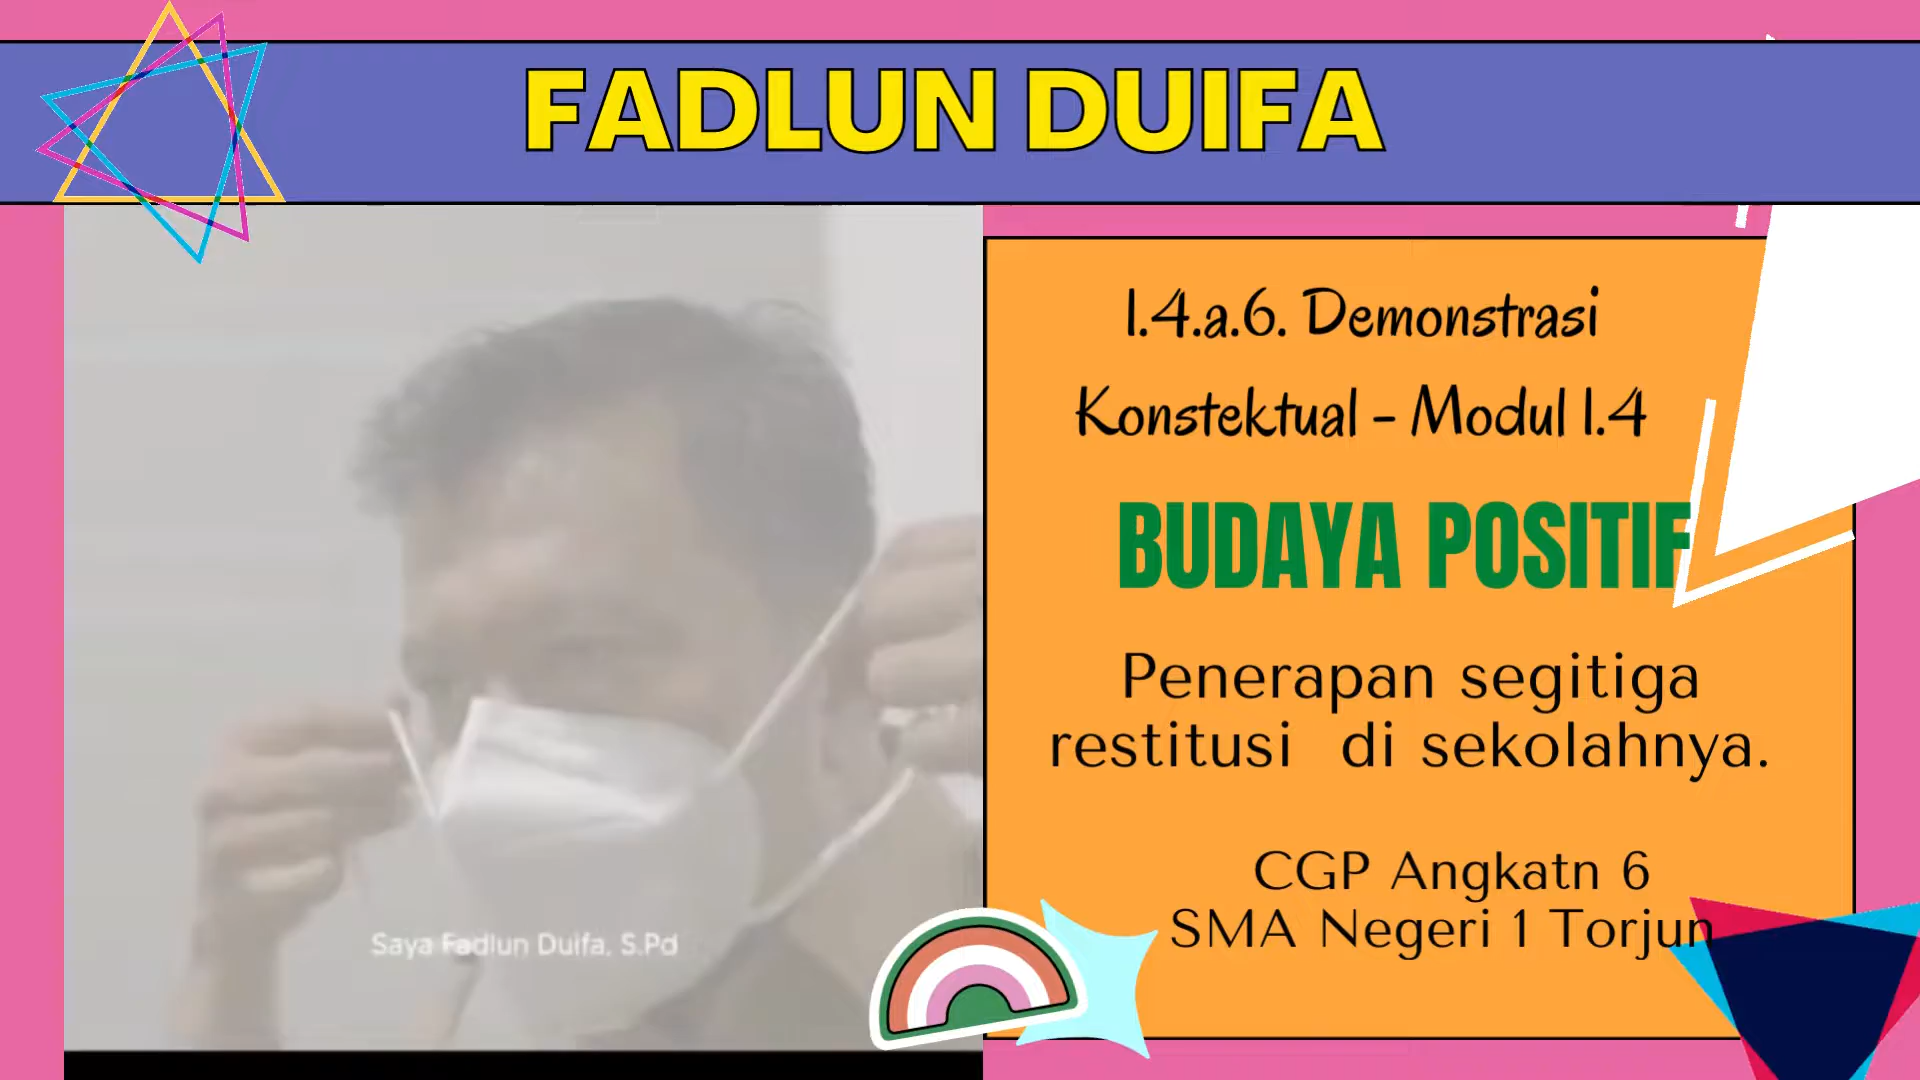 FADLUN DUIFA
1.4.a.6. Demonstrasi
Konstektual - Modul 1.4
BUDAYA POSITIF
Penerapan segitiga
restitusi di sekolahnya.
CGP Angkatn 6
SMA Negeri 1 Torjun
Saya Fadlun Duifa, S.Pd